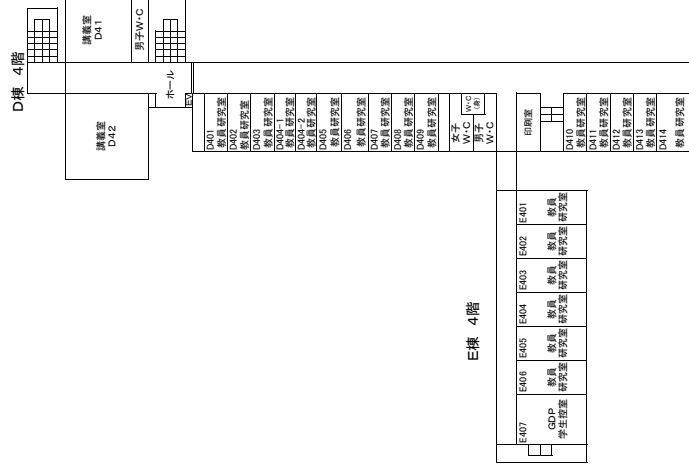 D棟 4階
講義室
D41
男子W・C
ホール
EV
講義室
D42
D401
教員研究室
D402
教員研究室
D403
教員研究室
D404-1
教員研究室
D404-2
教員研究室
D405
教員研究室
D406
教員研究室
D407
教員研究室
D408
教員研究室
D409
教員研究室
女子
W・C
男子
W・C
W・C
(身)
印刷室
D410
教員研究室
D411
教員研究室
D412
教員研究室
D413
教員研究室
D414
教員研究室
E棟 4階
E401
教員
研究室
E402
教員
研究室
E403
教員
研究室
E404
教員
研究室
E405
教員
研究室
E406
教員
研究室
E407
GDP
学生控室